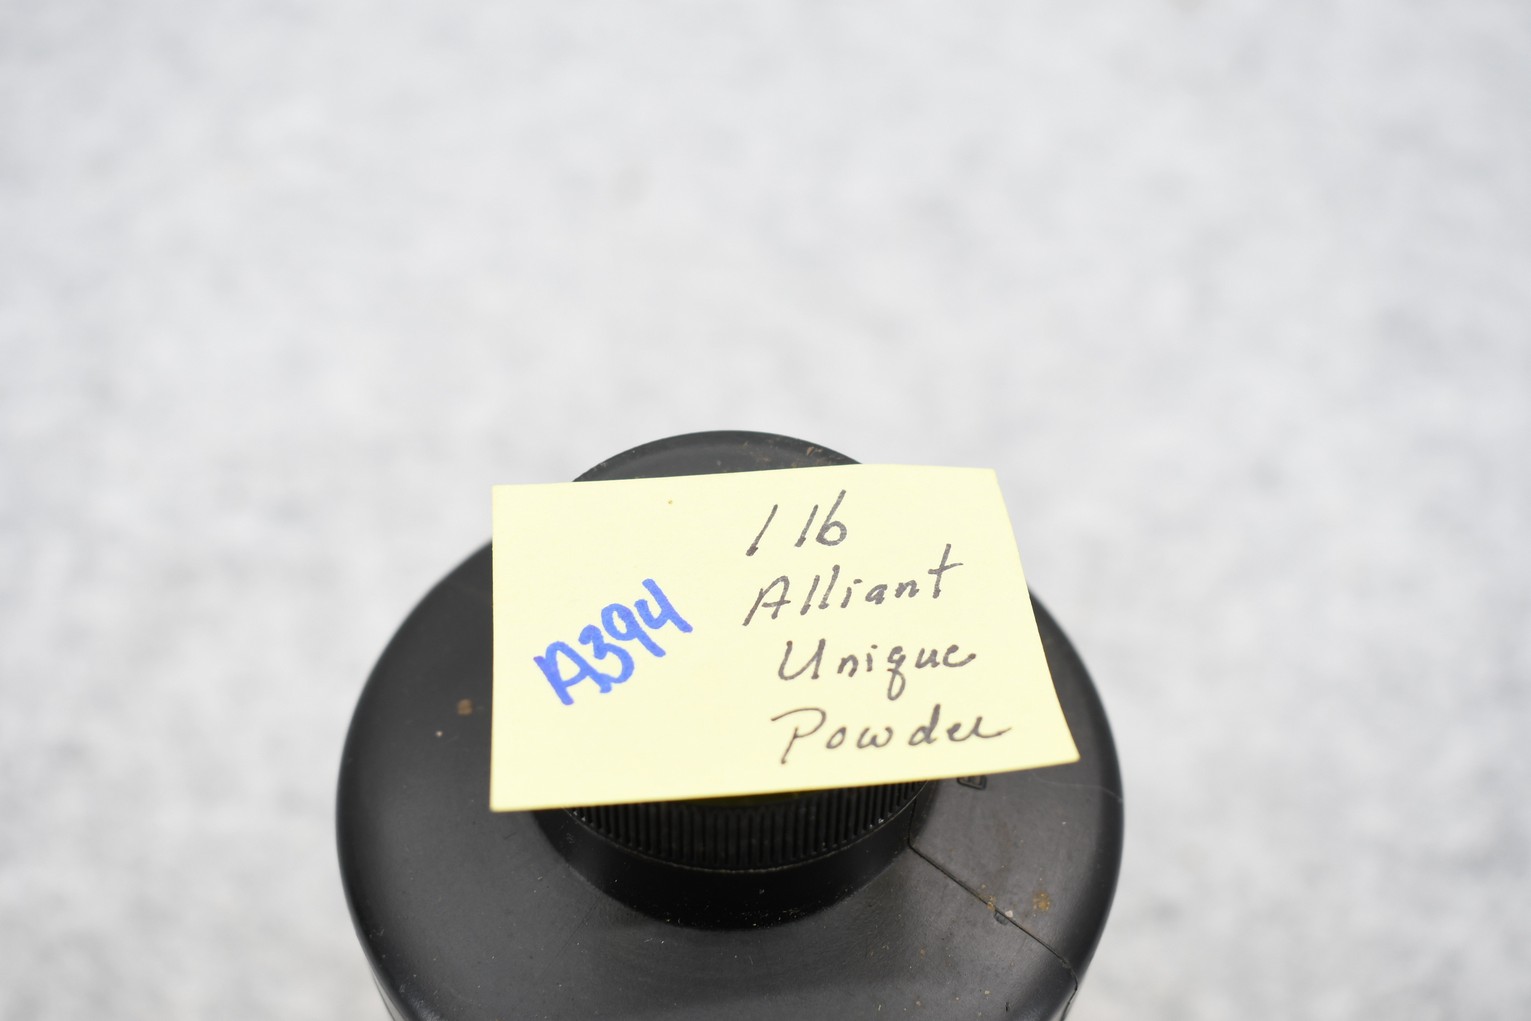 A394
1 lb
Alliant
Unique
Powder